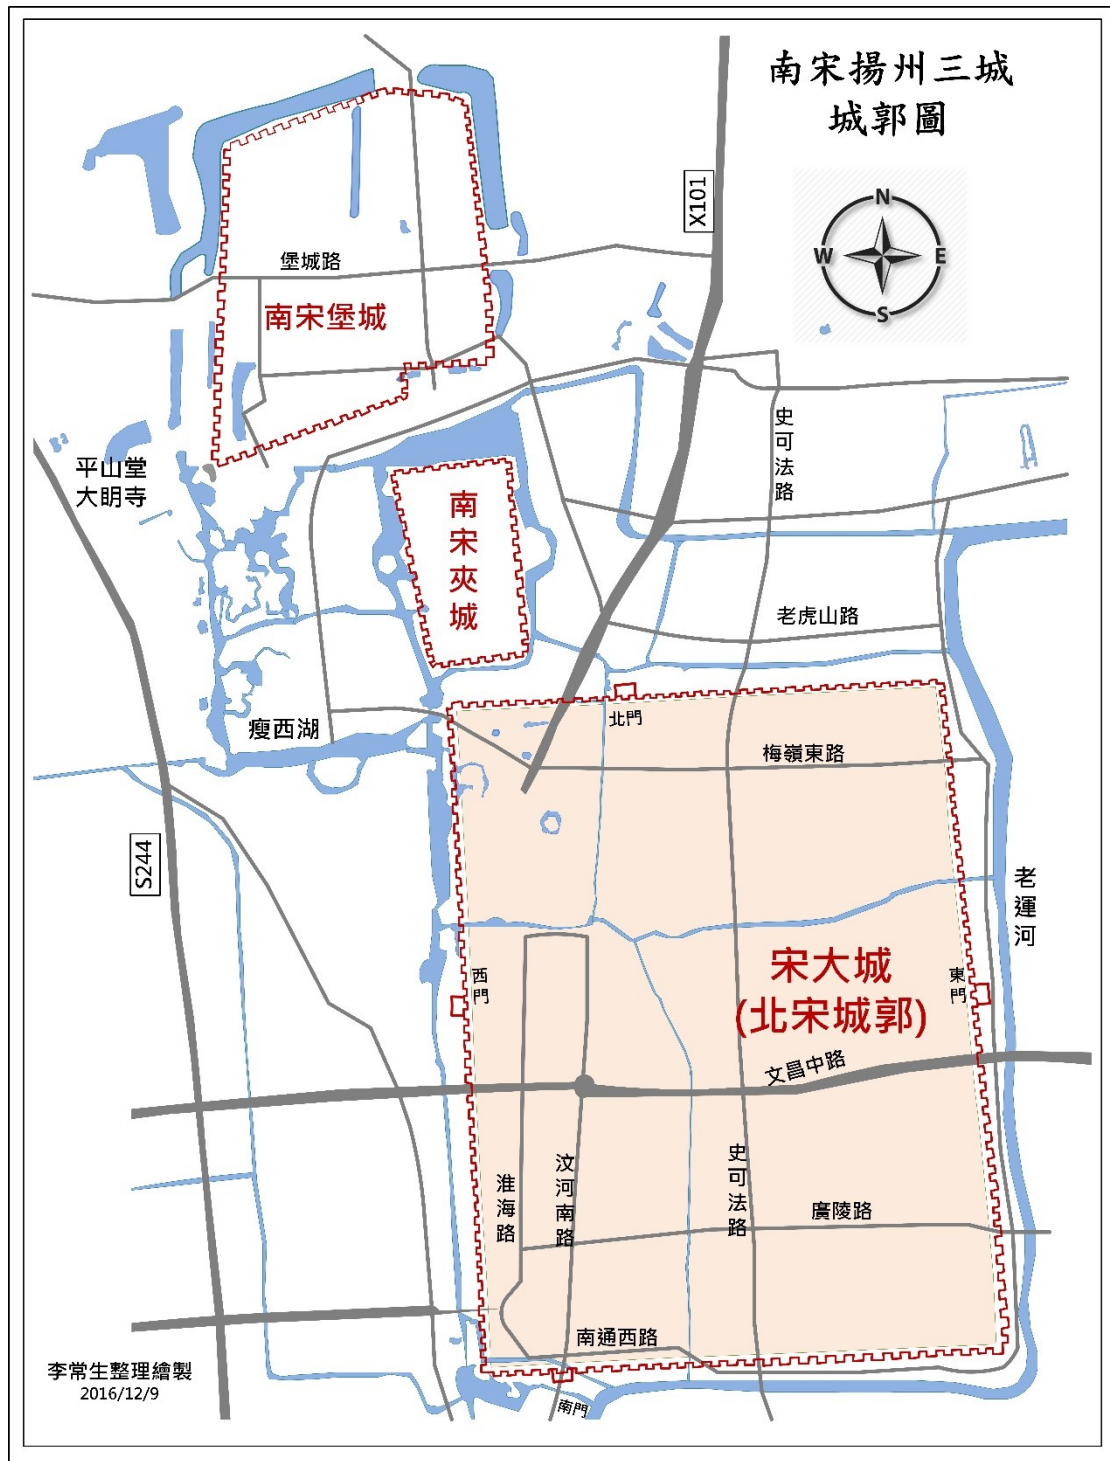 南宋揚州三城
城郭圖
N
W
E
S
X101
堡城路
南宋堡城
史可法路
平山堂
大明寺
南宋夾城
老虎山路
瘦西湖
北門
梅嶺東路
S244
老運河
宋大城
(北宋城郭)
西門
東門
文昌中路
淮海路
汶河南路
史可法路
廣陵路
南通西路
南門
李常生整理繪製
2016/12/9